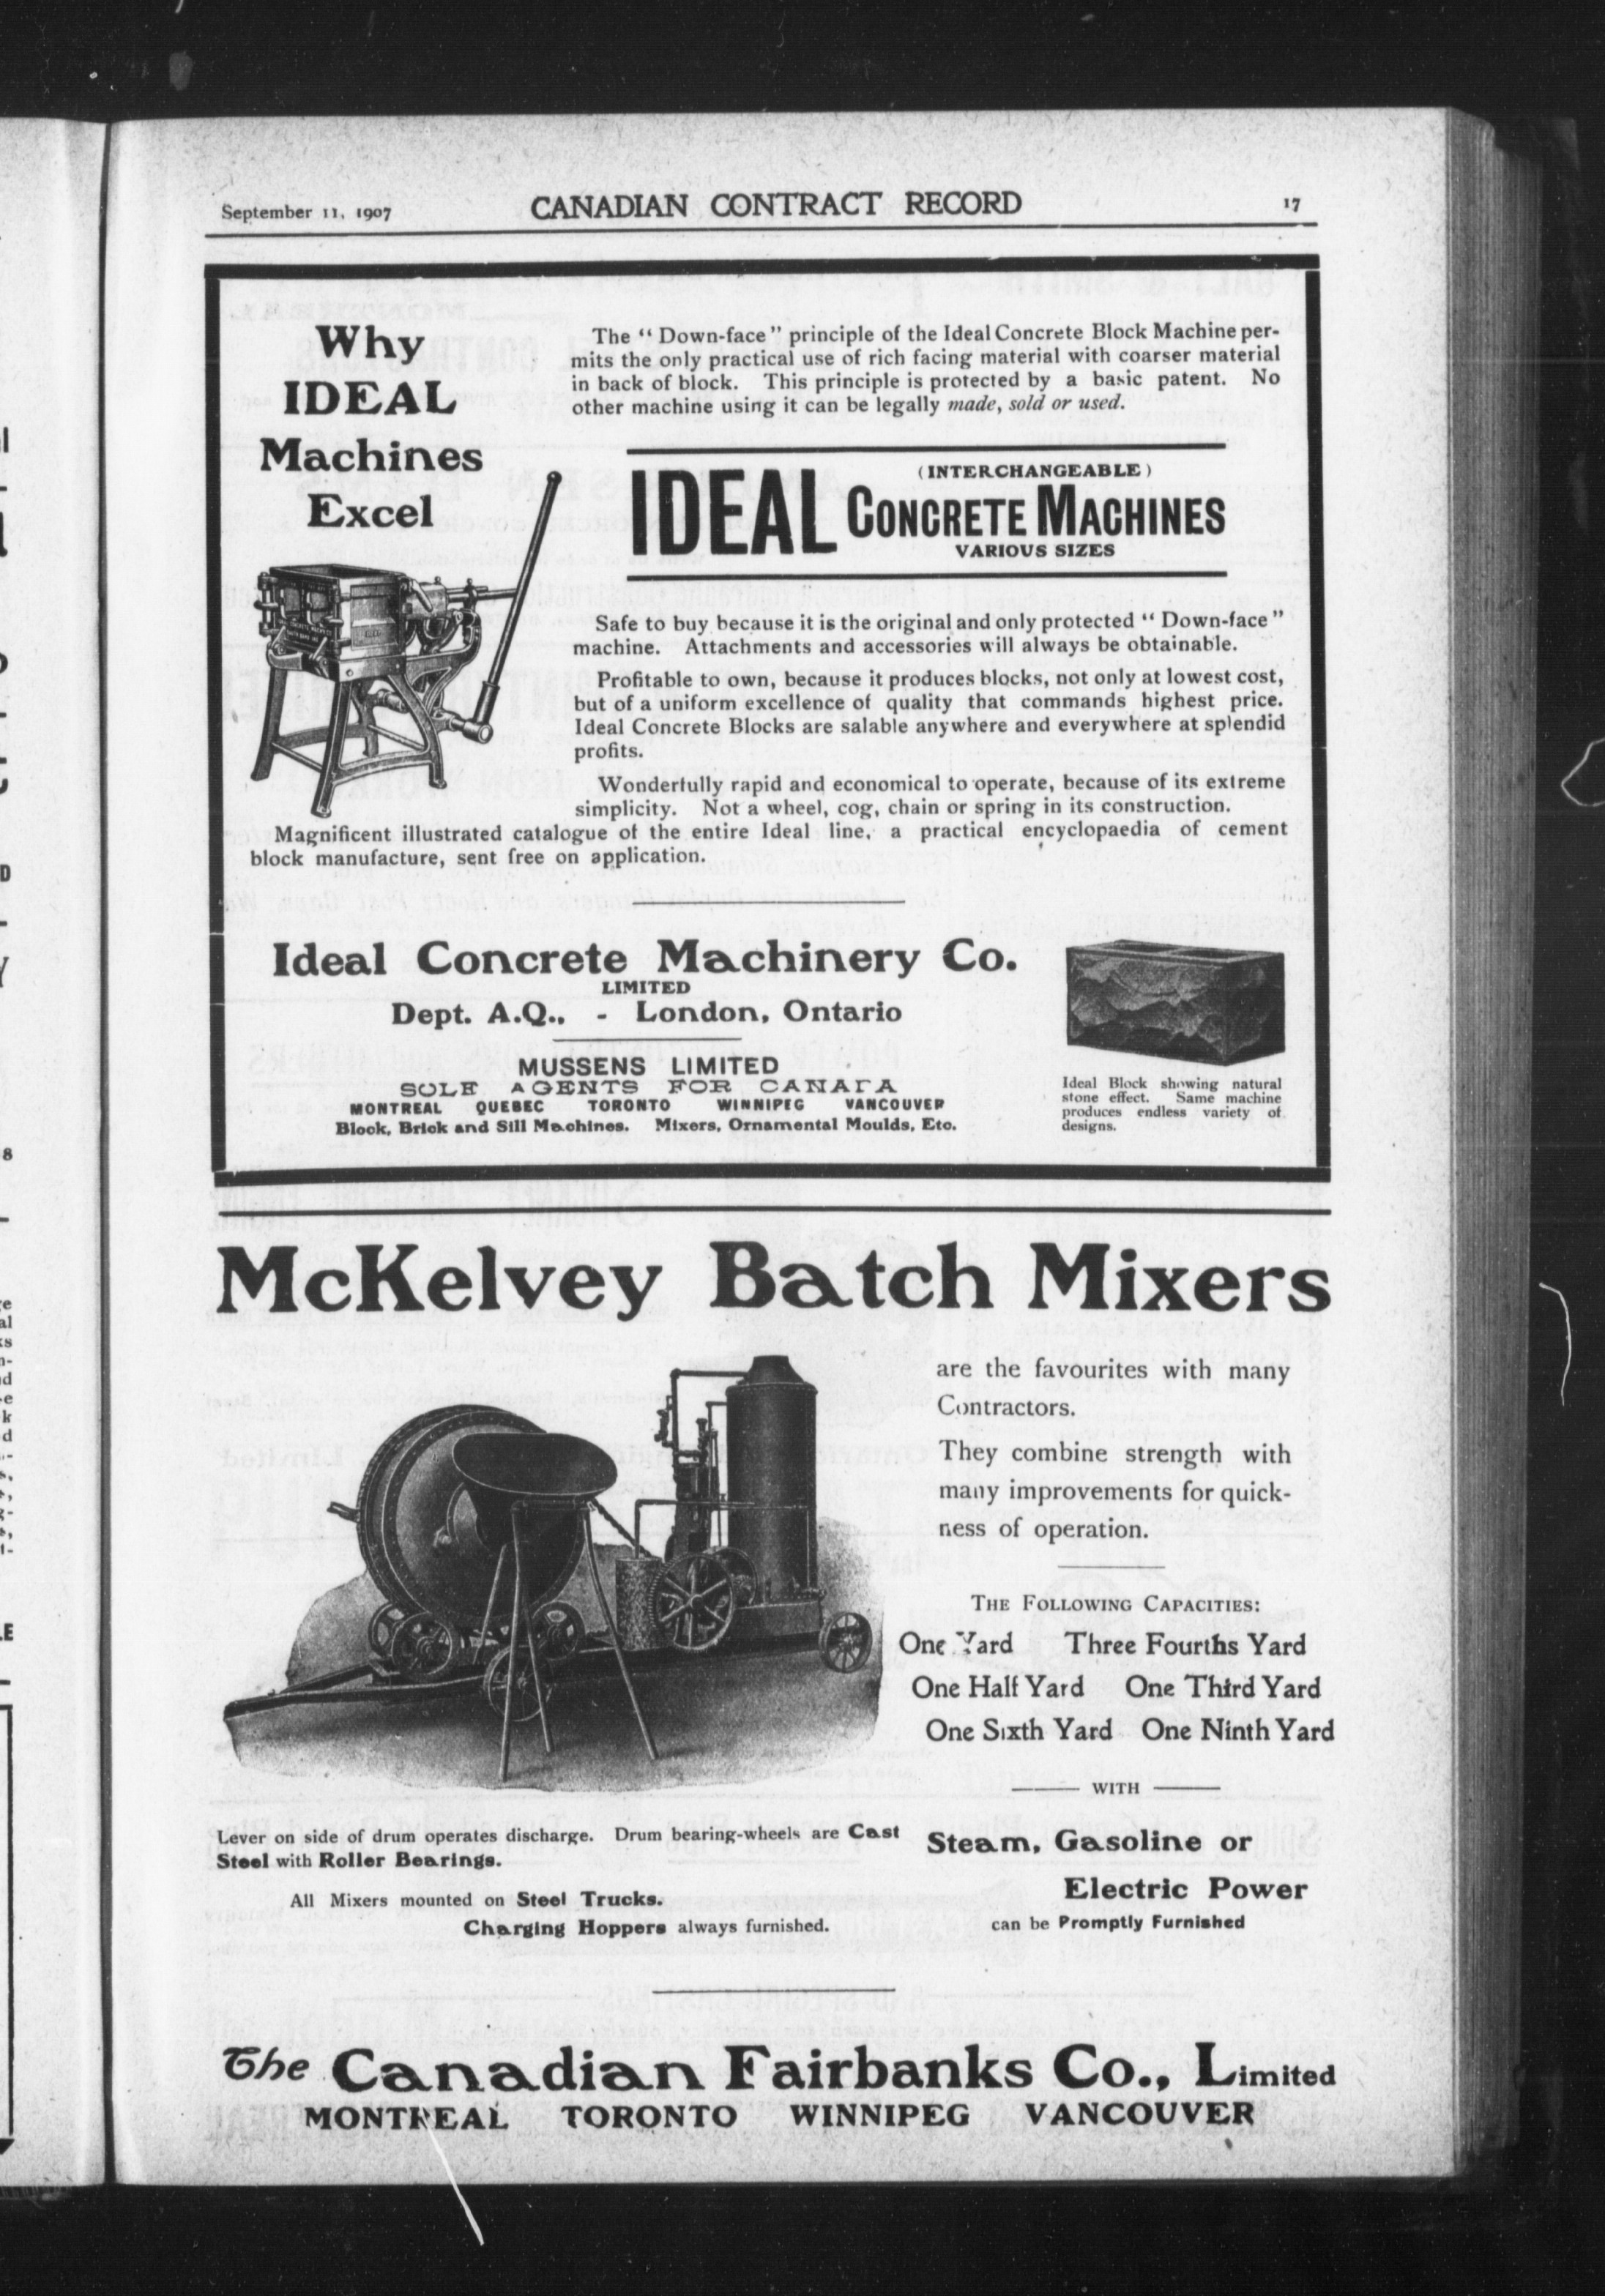 September 11, 1907
CANADIAN CONTRACT RECORD
17
Why
IDEAL
Machines
Excel
The “ Down-face ” principle of the Ideal Concrete Block Machine per-
mits the only practical use of rich facing material with coarser material
in back of block. This principle is protected by a basic patent. No
other machine using it can be legally made, sold or used.
IDEAL
(INTERCHANGEABLE)
CONCRETE MACHINES
VARIOUS SIZES
Safe to buy because it is the original and only protected “ Down-face ”
machine. Attachments and accessories will always be obtainable.
Profitable to own, because it produces blocks, not only at lowest cost,
but of a uniform excellence of quality that commands highest price.
Ideal Concrete Blocks are salable anywhere and everywhere at splendid
profits.
Wonderfully rapid and economical to operate, because of its extreme
simplicity. Not a wheel, cog, chain or spring in its construction.
Magnificent illustrated catalogue of the entire Ideal line, a practical encyclopaedia of cement
block manufacture, sent free on application.
Ideal Concrete Machinery Co.
LIMITED
Dept. A.Q., - London, Ontario
MUSSENS LIMITED
SOLE AGENTS FOR CANADA
MONTREAL QUEBEC TORONTO WINNIPEG VANCOUVER
Block, Brick and Sill Machines. Mixers, Ornamental Moulds, Etc.
Ideal Block showing natural
stone effect. Same machine
produces endless variety of
designs.
McKelvey Batch Mixers
are the favourites with many
Contractors.
They combine strength with
many improvements for quick-
ness of operation.
THE FOLLOWING CAPACITIES:
One Yard Three Fourths Yard
One Half Yard One Third Yard
One Sixth Yard One Ninth Yard
WITH
Steam, Gasoline or
Electric Power
can be Promptly Furnished
Lever on side of drum operates discharge. Drum bearing-wheels are Cast
Steel with Roller Bearings.
All Mixers mounted on Steel Trucks.
Charging Hoppers always furnished.
The Canadian Fairbanks Co., Limited
MONTREAL TORONTO WINNIPEG VANCOUVER